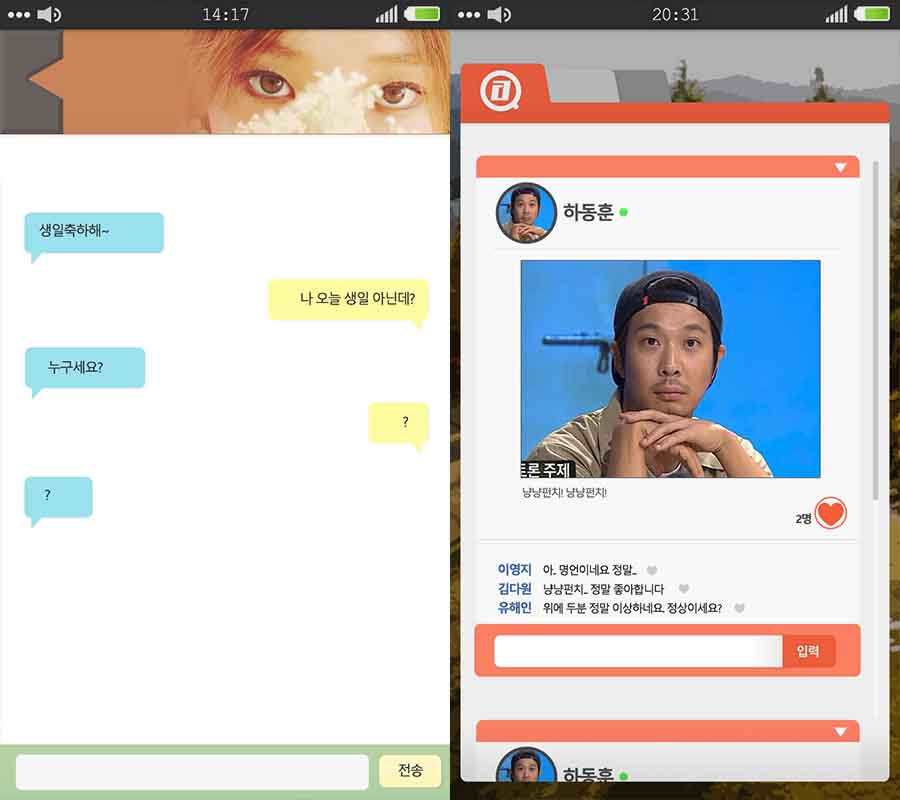 14:17
생일축하해~
나 오늘 생일 아닌데?
누구세요?
?
?
전송
20:31
하동훈
트론 주제
냥냥펀치! 냥냥펀치!
2명
이영지 아.. 명언이네요 정말..
김다원 냥냥펀치.. 정말 좋아합니다
유해인 위에 두분 정말 이상하네요. 정상이세요?
입력
하동훈